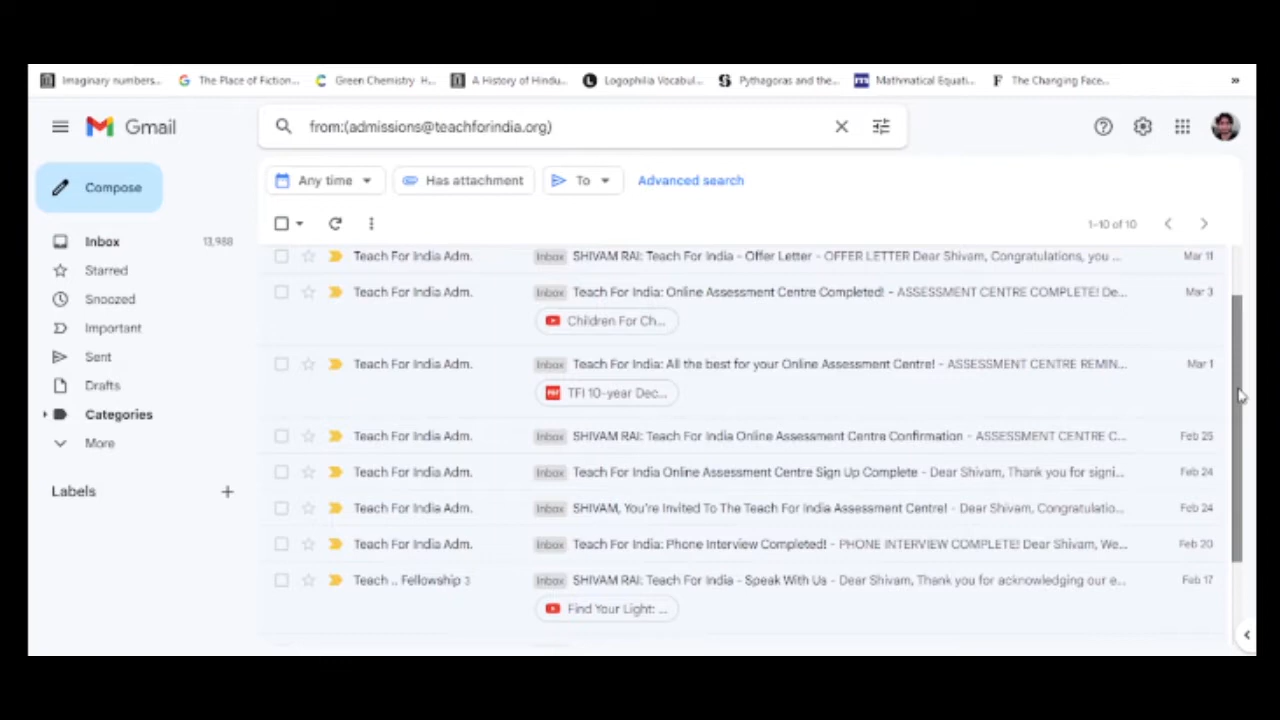 Imaginary numbers... The Place of Fiction... Green Chemistry H... A History of Hindu... Logophilia Vocabul... Pythagoras and the... Mathmatical Equati... The Changing Face... »
Gmail
from:(admissions@teachforindia.org)
Compose
Any time Has attachment To Advanced search
1-10 of 10
Inbox 13,988
Starred
Snoozed
Important
Sent
Drafts
Categories
More
Labels +
Teach For India Adm. Inbox SHIVAM RAI: Teach For India - Offer Letter - OFFER LETTER Dear Shivam, Congratulations, you ... Mar 11
Teach For India Adm. Inbox Teach For India: Online Assessment Centre Completed! - ASSESSMENT CENTRE COMPLETE! De... Mar 3
Children For Ch...
Teach For India Adm. Inbox Teach For India: All the best for your Online Assessment Centre! - ASSESSMENT CENTRE REMIN... Mar 1
PDF TFI 10-year Dec...
Teach For India Adm. Inbox SHIVAM RAI: Teach For India Online Assessment Centre Confirmation - ASSESSMENT CENTRE C... Feb 25
Teach For India Adm. Inbox Teach For India Online Assessment Centre Sign Up Complete - Dear Shivam, Thank you for signi... Feb 24
Teach For India Adm. Inbox SHIVAM, You're Invited To The Teach For India Assessment Centre! - Dear Shivam, Congratulatio... Feb 24
Teach For India Adm. Inbox Teach For India: Phone Interview Completed! - PHONE INTERVIEW COMPLETE! Dear Shivam, We... Feb 20
Teach .. Fellowship 3 Inbox SHIVAM RAI: Teach For India - Speak With Us - Dear Shivam, Thank you for acknowledging our e... Feb 17
Find Your Light: ...